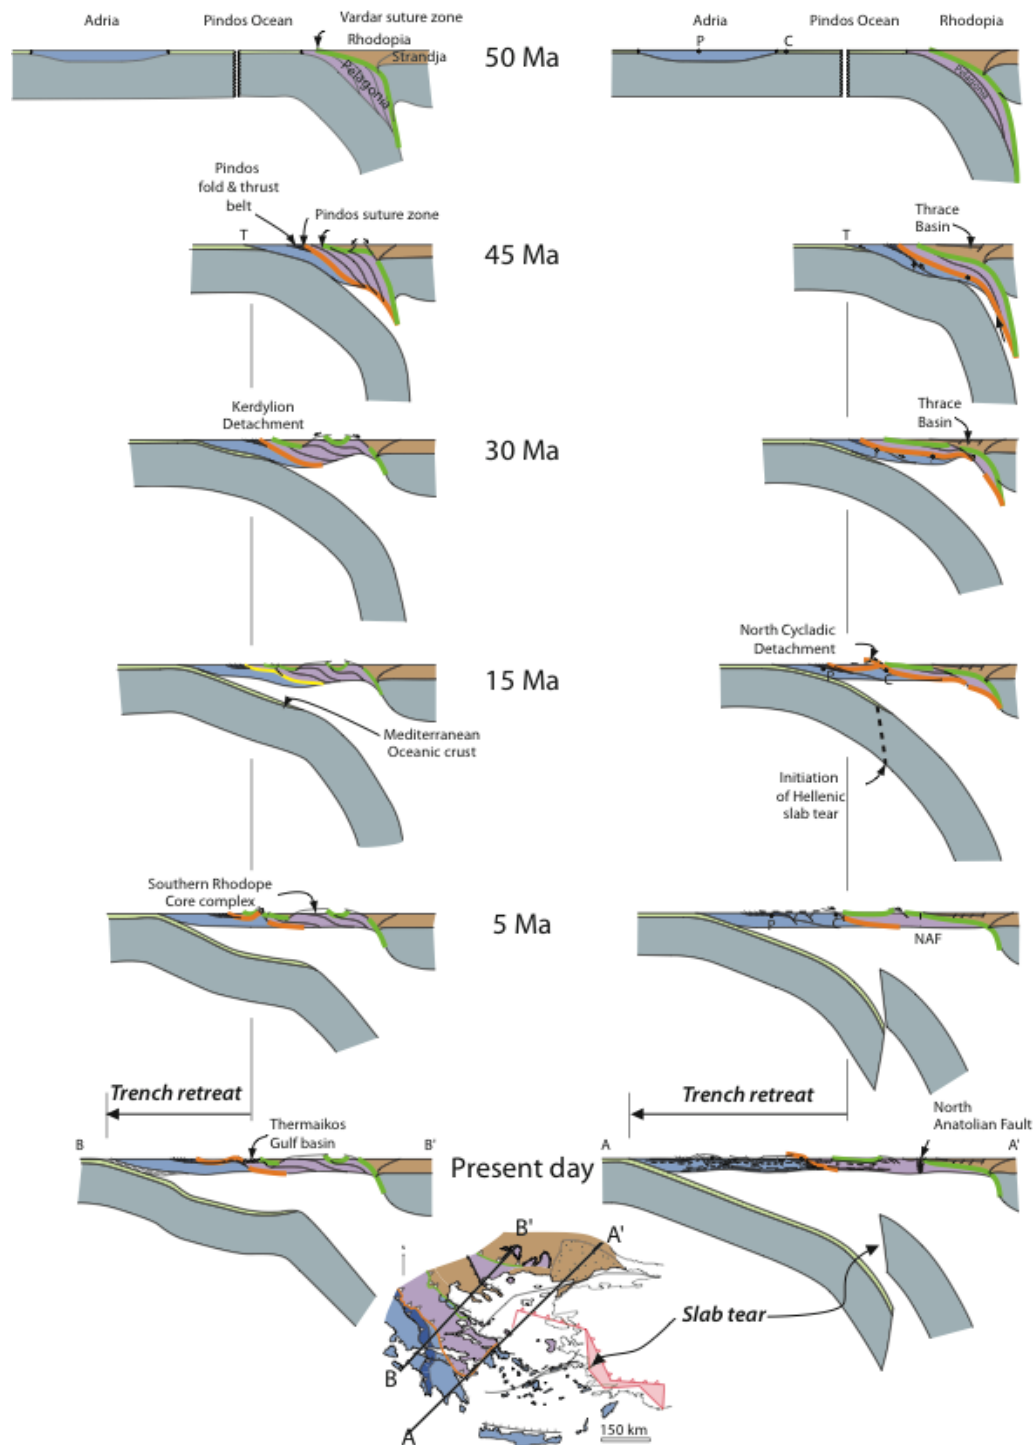 Adria
Pindos Ocean
Vardar suture zone
Rhodopia
Strandja
Pelagonia
50 Ma
Adria
Pindos Ocean
Rhodopia
P
C
Pelagonia
Pindos
fold & thrust
belt
Pindos suture zone
T
45 Ma
Thrace
Basin
T
Kerdylion
Detachment
30 Ma
Thrace
Basin
15 Ma
Mediterranean
Oceanic crust
North Cycladic
Detachment
P
C
Initiation
of Hellenic
slab tear
Southern Rhodope
Core complex
5 Ma
P
C
NAF
Trench retreat
Thermaikos
Gulf basin
B
B'
Present day
Trench retreat
North
Anatolian Fault
A
A'
B'
A'
Slab tear
B
A
150 km